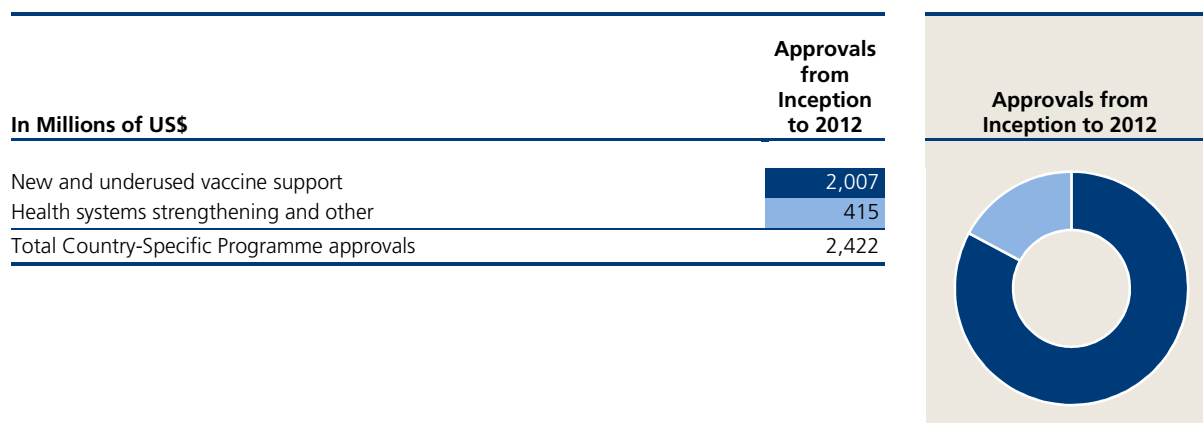 Approvals
from
Inception
In Millions of US$ to 2012
New and underused vaccine support 2,007
Health systems strengthening and other 415
Total Country-Specific Programme approvals 2,422
Approvals from
Inception to 2012